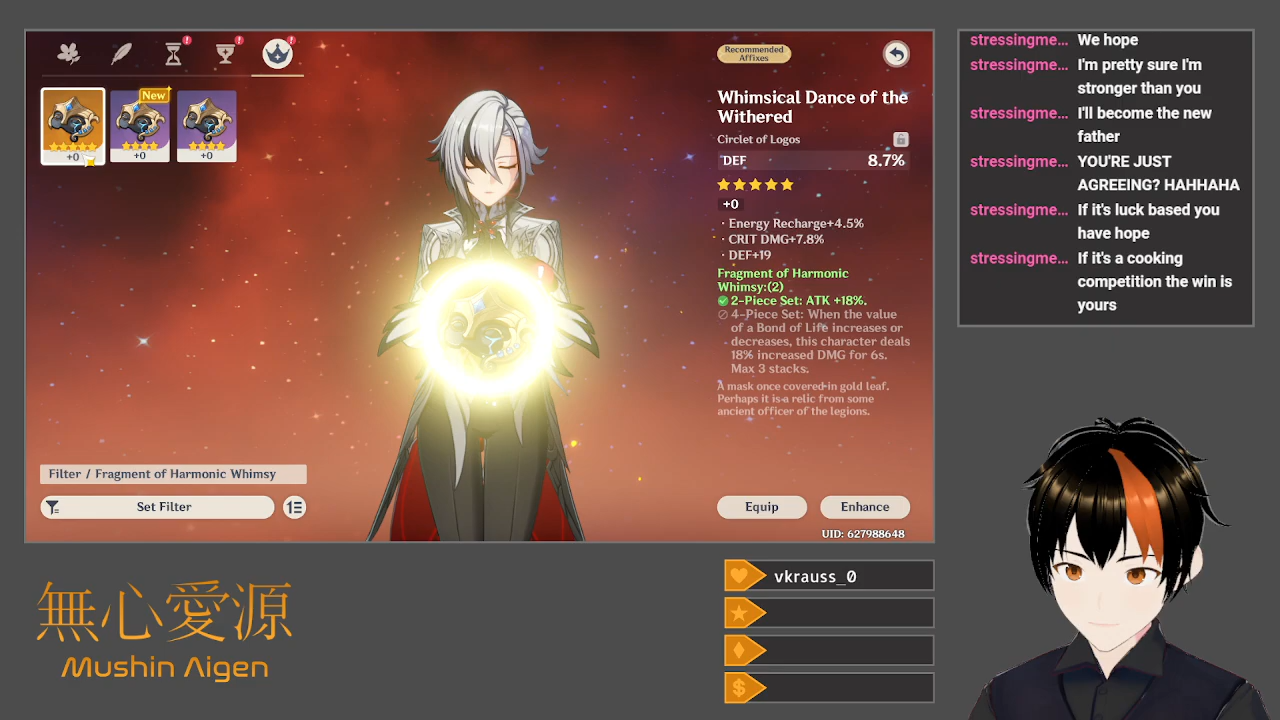 Recommended
Affixes
Whimsical Dance of the
Withered
Circlet of Logos
DEF 8.7%
+0
· Energy Recharge+4.5%
· CRIT DMG+7.8%
· DEF+19
Fragment of Harmonic
Whimsy:(2)
2-Piece Set: ATK +18%.
4-Piece Set: When the value
of a Bond of Life increases or
decreases, this character deals
18% increased DMG for 6s.
Max 3 stacks.
A mask once covered in gold leaf.
Perhaps it is a relic from some
ancient officer of the legions.
New
+0
+0
+0
Filter / Fragment of Harmonic Whimsy
Set Filter
Equip
Enhance
UID: 627988648
stressingme... We hope
stressingme... I'm pretty sure I'm
stronger than you
stressingme... I'll become the new
father
stressingme... YOU'RE JUST
AGREEING? HAHHAHA
stressingme... If it's luck based you
have hope
stressingme... If it's a cooking
competition the win is
yours
無心愛源
Mushin Aigen
vkrauss_0
$